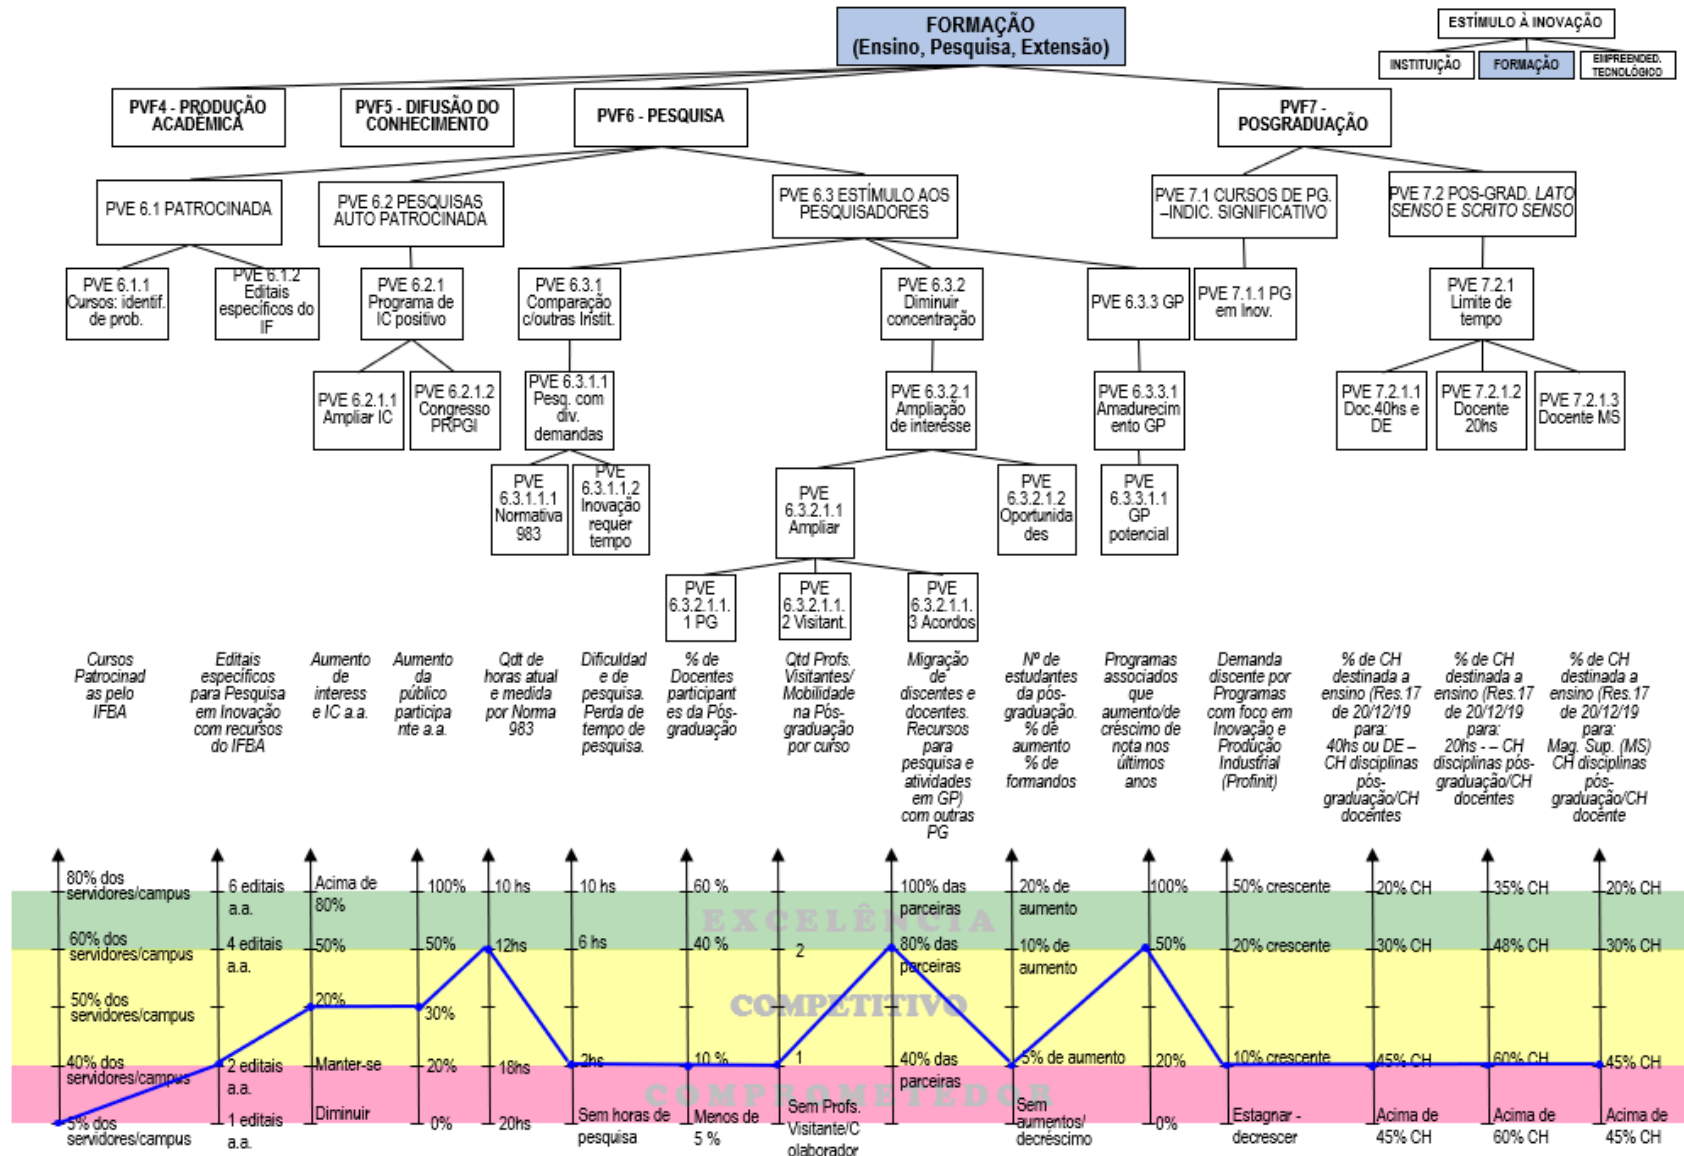 FORMAÇÃO
(Ensino, Pesquisa, Extensão)
ESTÍMULO À INOVAÇÃO
INSTITUIÇÃO
FORMAÇÃO
EMPREENDED.
TECNOLÓGICO
PVF4 - PRODUÇÃO
ACADÊMICA
PVF5 - DIFUSÃO DO
CONHECIMENTO
PVF6 - PESQUISA
PVF7 -
POSGRADUAÇÃO
PVE 6.1 PATROCINADA
PVE 6.2 PESQUISAS
AUTO PATROCINADA
PVE 6.3 ESTÍMULO AOS
PESQUISADORES
PVE 7.1 CURSOS DE PG.
–INDIC. SIGNIFICATIVO
PVE 7.2 POS-GRAD. LATO
SENSO E SCRITO SENSO
PVE 6.1.1
Cursos: identif.
de prob.
PVE 6.1.2
Editais
específicos do
IF
PVE 6.2.1
Programa de
IC positivo
PVE 6.3.1
Comparação
c/outras Instit.
PVE 6.3.2
Diminuir
concentração
PVE 6.3.3 GP
PVE 7.1.1 PG
em Inov.
PVE 7.2.1
Limite de
tempo
PVE 6.2.1.1
Ampliar IC
PVE 6.2.1.2
Congresso
PRPGI
PVE 6.3.1.1
Pesq. com
div.
demandas
PVE 6.3.2.1
Ampliação
de interesse
PVE 6.3.3.1
Amadurecim
ento GP
PVE 7.2.1.1
Doc.40hs e
DE
PVE 7.2.1.2
Docente
20hs
PVE 7.2.1.3
Docente MS
PVE
6.3.1.1.1
Normativa
983
PVE
6.3.1.1.2
Inovação
requer
tempo
PVE
6.3.2.1.1
Ampliar
PVE
6.3.2.1.2
Oportunida
des
PVE
6.3.3.1.1
GP
potencial
PVE
6.3.2.1.1.
1 PG
PVE
6.3.2.1.1.
2 Visitant.
PVE
6.3.2.1.1.
3 Acordos
Cursos
Patrocinad
as pelo
IFBA
Editais
específicos
para Pesquisa
em Inovação
com recursos
do IFBA
Aumento
de
interess
e IC a.a.
Aumento
da
público
participa
nte a.a.
Qdt de
horas atual
e medida
por Norma
983
Dificuldad
e de
pesquisa.
Perda de
tempo de
pesquisa.
% de
Docentes
participant
es da Pós-
graduação
Qtd Profs.
Visitantes/
Mobilidade
na Pós-
graduação
por curso
Migração
de
discentes e
docentes.
Recursos
para
pesquisa e
atividades
em GP)
com outras
PG
Nº de
estudantes
da pós-
graduação.
% de
aumento
% de
formandos
Programas
associados
que
aumento/de
créscimo de
nota nos
últimos
anos
Demanda
discente por
Programas
com foco em
Inovação e
Produção
Industrial
(Profinit)
% de CH
destinada a
ensino (Res.17
de 20/12/19
para:
40hs ou DE –
CH disciplinas
pós-
graduação/CH
docentes
% de CH
destinada a
ensino (Res.17
de 20/12/19
para:
20hs - – CH
disciplinas pós-
graduação/CH
docentes
% de CH
destinada a
ensino (Res.17
de 20/12/19
para:
Mag. Sup. (MS)
CH disciplinas
pós-
graduação/CH
docente
80% dos
servidores/campus
6 editais
a.a.
Acima de
80%
100%
10 hs
10 hs
60 %
100% das
parceiras
20% de
aumento
100%
50% crescente
20% CH
35% CH
20% CH
EXCELÊNCIA
60% dos
servidores/campus
4 editais
a.a.
50%
50%
12hs
6 hs
40 %
2
80% das
parceiras
10% de
aumento
50%
20% crescente
30% CH
48% CH
30% CH
50% dos
servidores/campus
20%
30%
COMPETITIVO
40% dos
servidores/campus
2 editais
a.a.
Manter-se
20%
18hs
2hs
10 %
1
40% das
parceiras
5% de aumento
20%
10% crescente
45% CH
60% CH
45% CH
COMPROMETEDOR
5% dos
servidores/campus
1 editais
a.a.
Diminuir
0%
20hs
Sem horas de
pesquisa
Menos de
5 %
Sem Profs.
Visitante/C
olaborador
Sem
aumentos/
decréscimo
0%
Estagnar -
decrescer
Acima de
45% CH
Acima de
60% CH
Acima de
45% CH